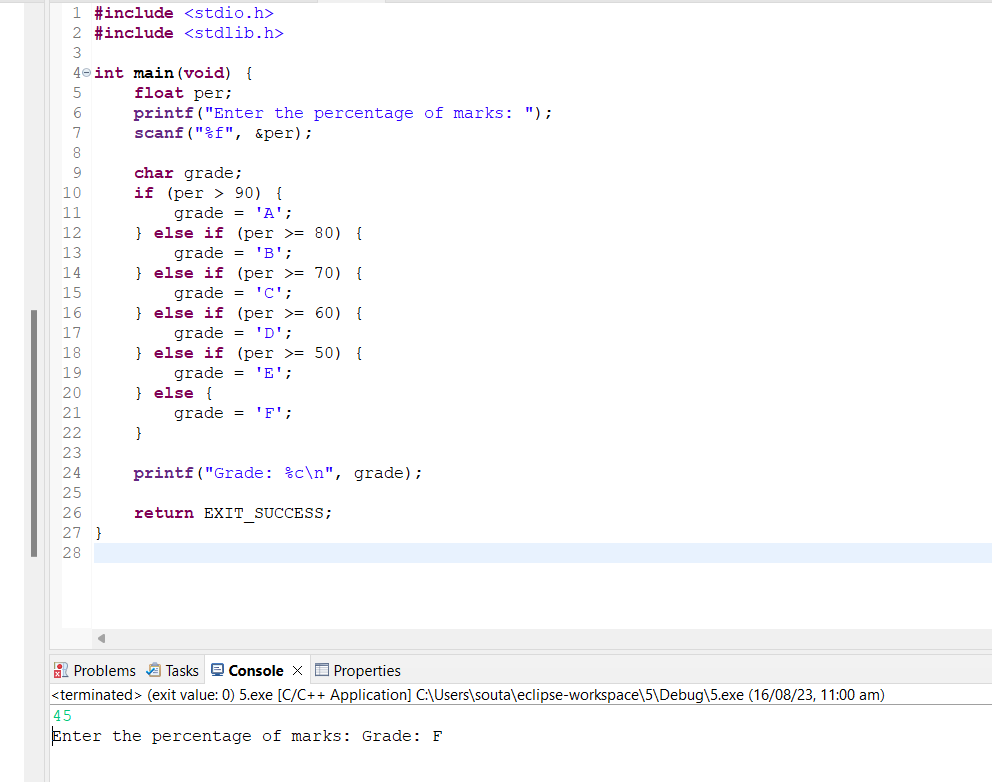 1 #include <stdio.h>
2 #include <stdlib.h>
3
4 int main(void) {
5     float per;
6     printf("Enter the percentage of marks: ");
7     scanf("%f", &per);
8
9     char grade;
10     if (per > 90) {
11         grade = 'A';
12     } else if (per >= 80) {
13         grade = 'B';
14     } else if (per >= 70) {
15         grade = 'C';
16     } else if (per >= 60) {
17         grade = 'D';
18     } else if (per >= 50) {
19         grade = 'E';
20     } else {
21         grade = 'F';
22     }
23
24     printf("Grade: %c\n", grade);
25
26     return EXIT_SUCCESS;
27 }
28
Problems Tasks Console Properties
<terminated> (exit value: 0) 5.exe [C/C++ Application] C:\Users\souta\eclipse-workspace\5\Debug\5.exe (16/08/23, 11:00 am)
45
Enter the percentage of marks: Grade: F